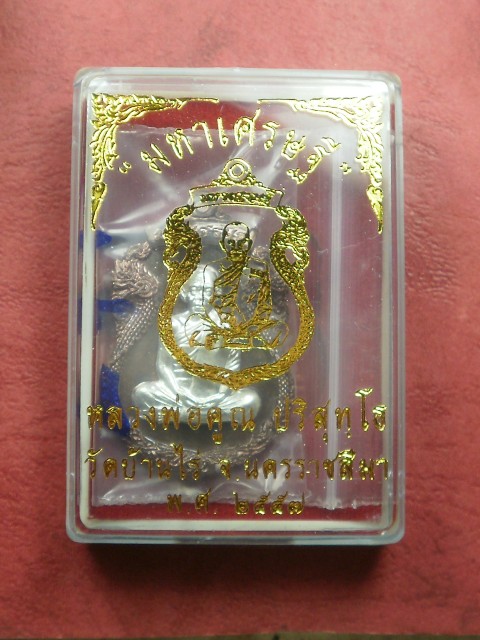 "มหาเศรษฐี"
หลวงพ่อคูณ ปริสุทฺโธ
วัดบ้านไร่ จ.นครราชสีมา
พ.ศ. ๒๕๕๗